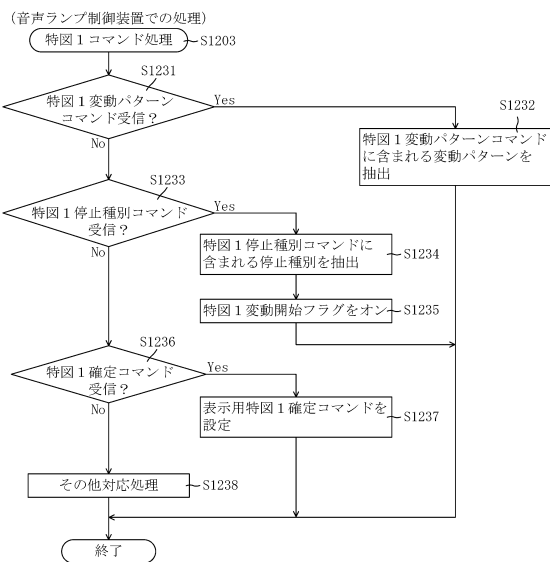 （音声ランプ制御装置での処理）
特図１コマンド処理
S1203
S1231
特図１変動パターン
コマンド受信？
Yes
No
S1232
特図１変動パターンコマンド
に含まれる変動パターンを
抽出
S1233
特図１停止種別コマンド
受信？
Yes
No
特図１停止種別コマンドに
含まれる停止種別を抽出
S1234
特図１変動開始フラグをオン
S1235
S1236
特図１確定コマンド
受信？
Yes
No
表示用特図１確定コマンドを
設定
S1237
その他対応処理
S1238
終了